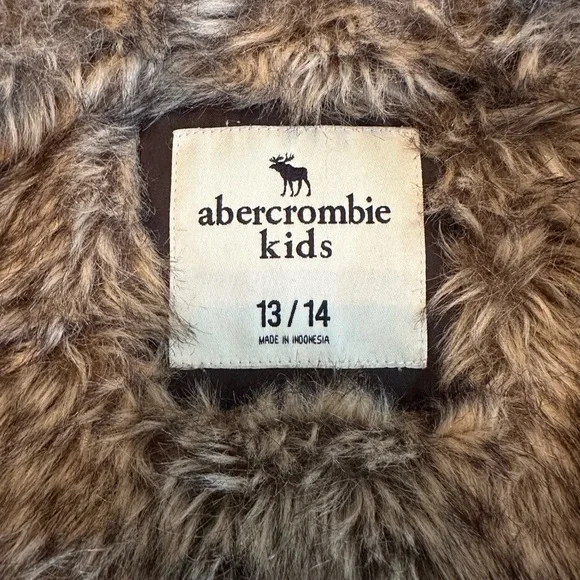 abercrombie
kids
13/14
MADE IN INDONESIA